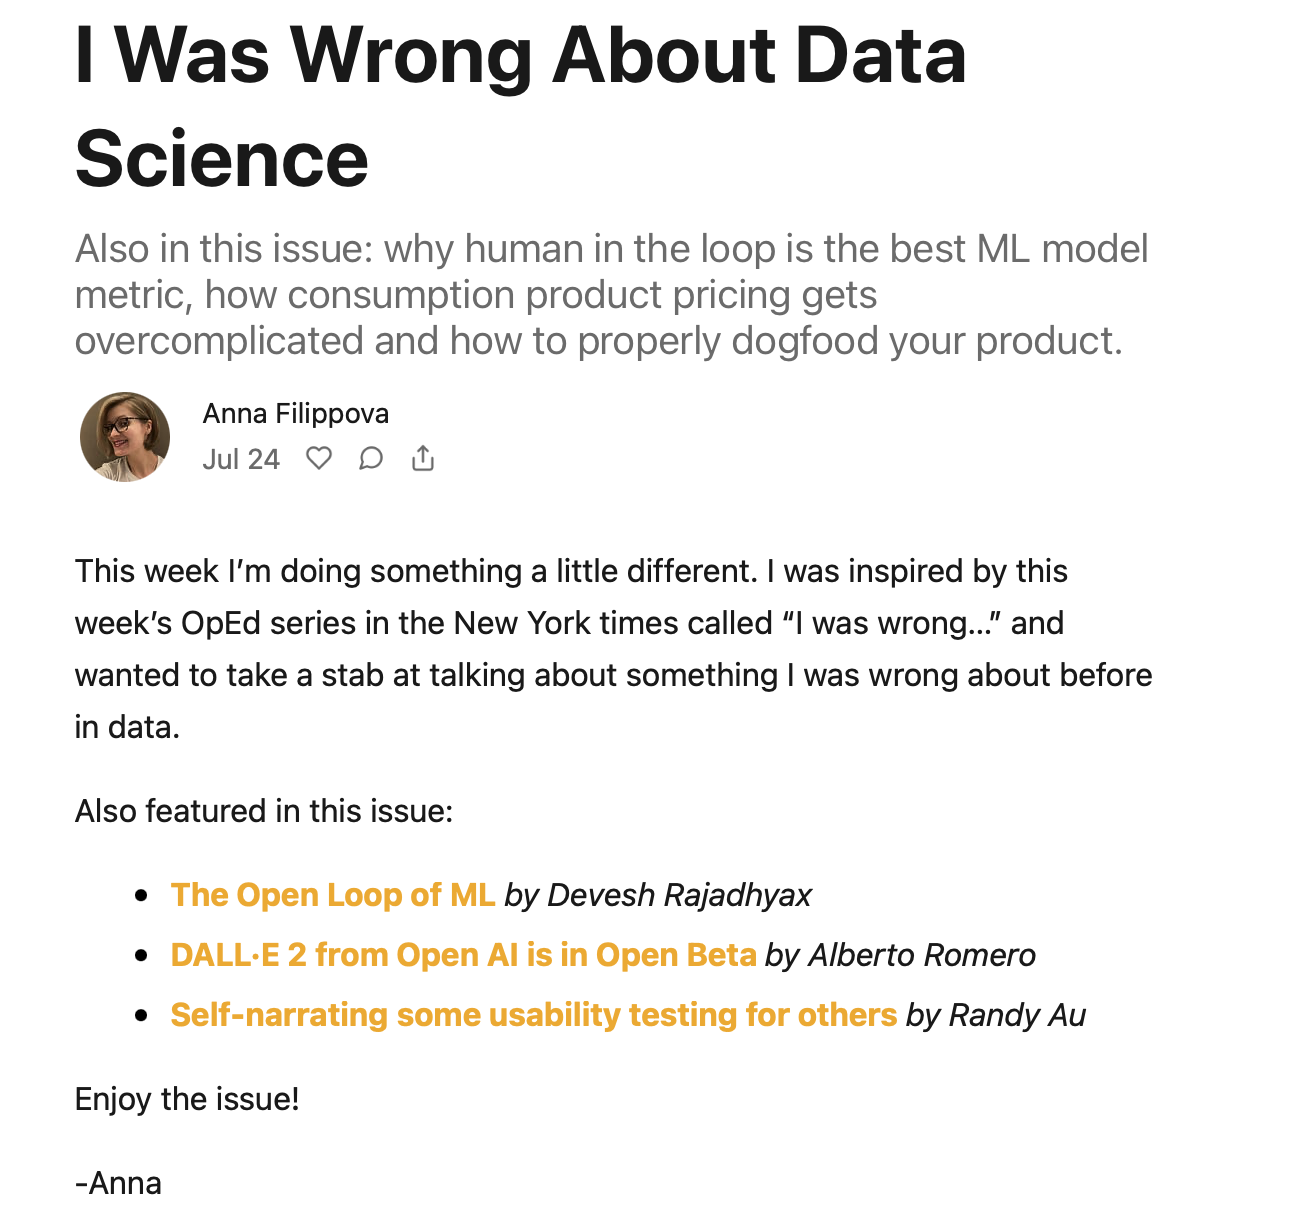 I Was Wrong About Data
Science
Also in this issue: why human in the loop is the best ML model
metric, how consumption product pricing gets
overcomplicated and how to properly dogfood your product.
Anna Filippova
Jul 24
This week I’m doing something a little different. I was inspired by this
week’s OpEd series in the New York times called “I was wrong...” and
wanted to take a stab at talking about something I was wrong about before
in data.
Also featured in this issue:
• The Open Loop of ML by Devesh Rajadhyax
• DALL·E 2 from Open AI is in Open Beta by Alberto Romero
• Self-narrating some usability testing for others by Randy Au
Enjoy the issue!
-Anna